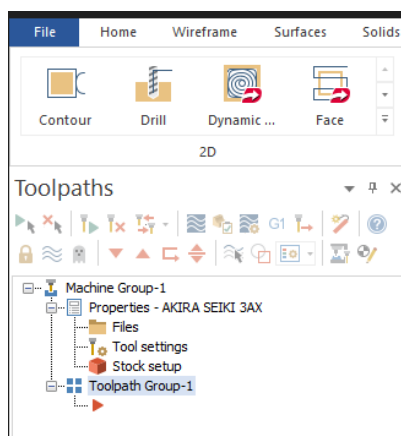 File Home Wireframe Surfaces Solids
Contour Drill Dynamic ... Face
2D
Toolpaths
G1
Machine Group-1
Properties - AKIRA SEIKI 3AX
Files
Tool settings
Stock setup
Toolpath Group-1